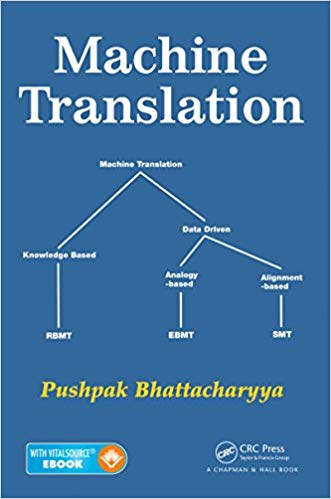 Machine
Translation
Machine Translation
Data Driven
Knowledge Based
Analogy
-based
Alignment
-based
RBMT
EBMT
SMT
Pushpak Bhattacharyya
WITH VITALSOURCE®
EBOOK
CRC
CRC Press
Taylor & Francis Group
A CHAPMAN & HALL BOOK